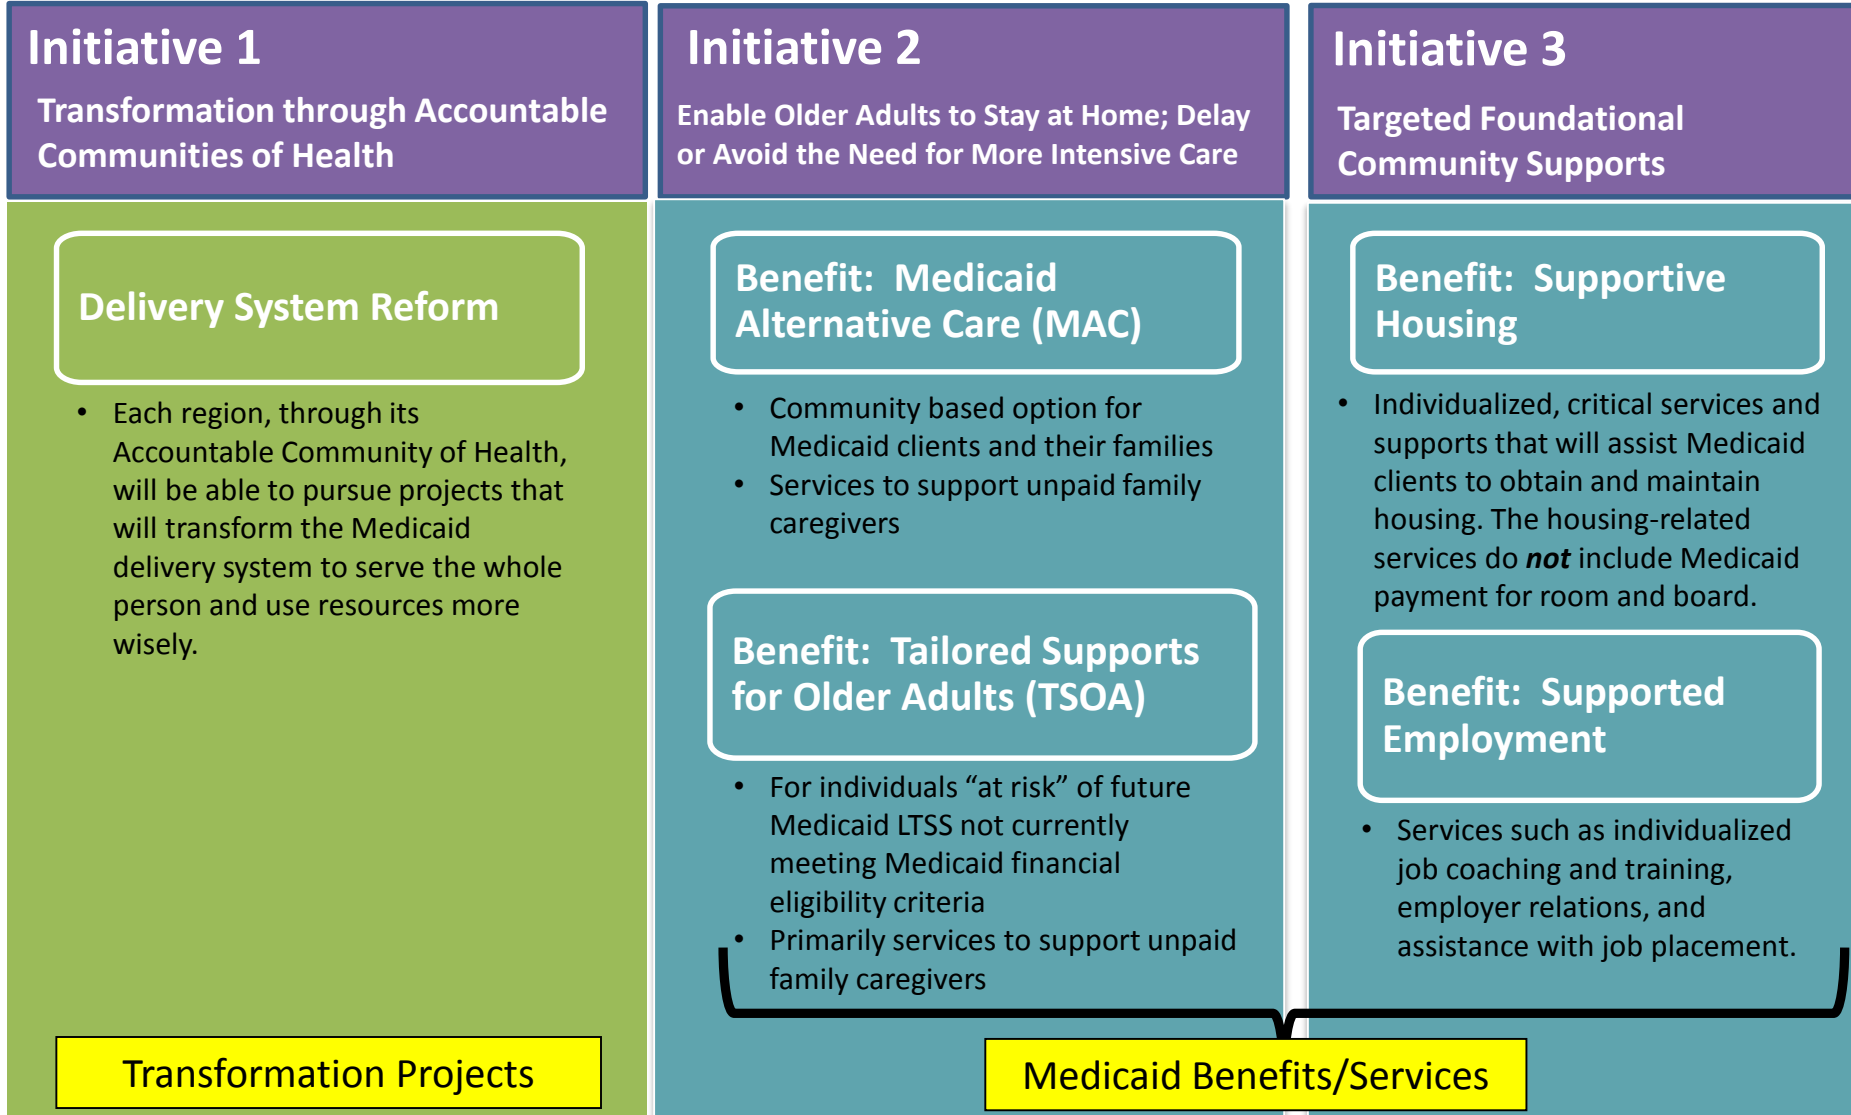 Initiative 1
Transformation through Accountable
Communities of Health
Delivery System Reform
• Each region, through its
Accountable Community of Health,
will be able to pursue projects that
will transform the Medicaid
delivery system to serve the whole
person and use resources more
wisely.
Transformation Projects
Initiative 2
Enable Older Adults to Stay at Home; Delay
or Avoid the Need for More Intensive Care
Benefit:  Medicaid
Alternative Care (MAC)
• Community based option for
Medicaid clients and their families
• Services to support unpaid family
caregivers
Benefit:  Tailored Supports
for Older Adults (TSOA)
• For individuals “at risk” of future
Medicaid LTSS not currently
meeting Medicaid financial
eligibility criteria
• Primarily services to support unpaid
family caregivers
Initiative 3
Targeted Foundational
Community Supports
Benefit:  Supportive
Housing
• Individualized, critical services and
supports that will assist Medicaid
clients to obtain and maintain
housing. The housing-related
services do not include Medicaid
payment for room and board.
Benefit:  Supported
Employment
• Services such as individualized
job coaching and training,
employer relations, and
assistance with job placement.
Medicaid Benefits/Services